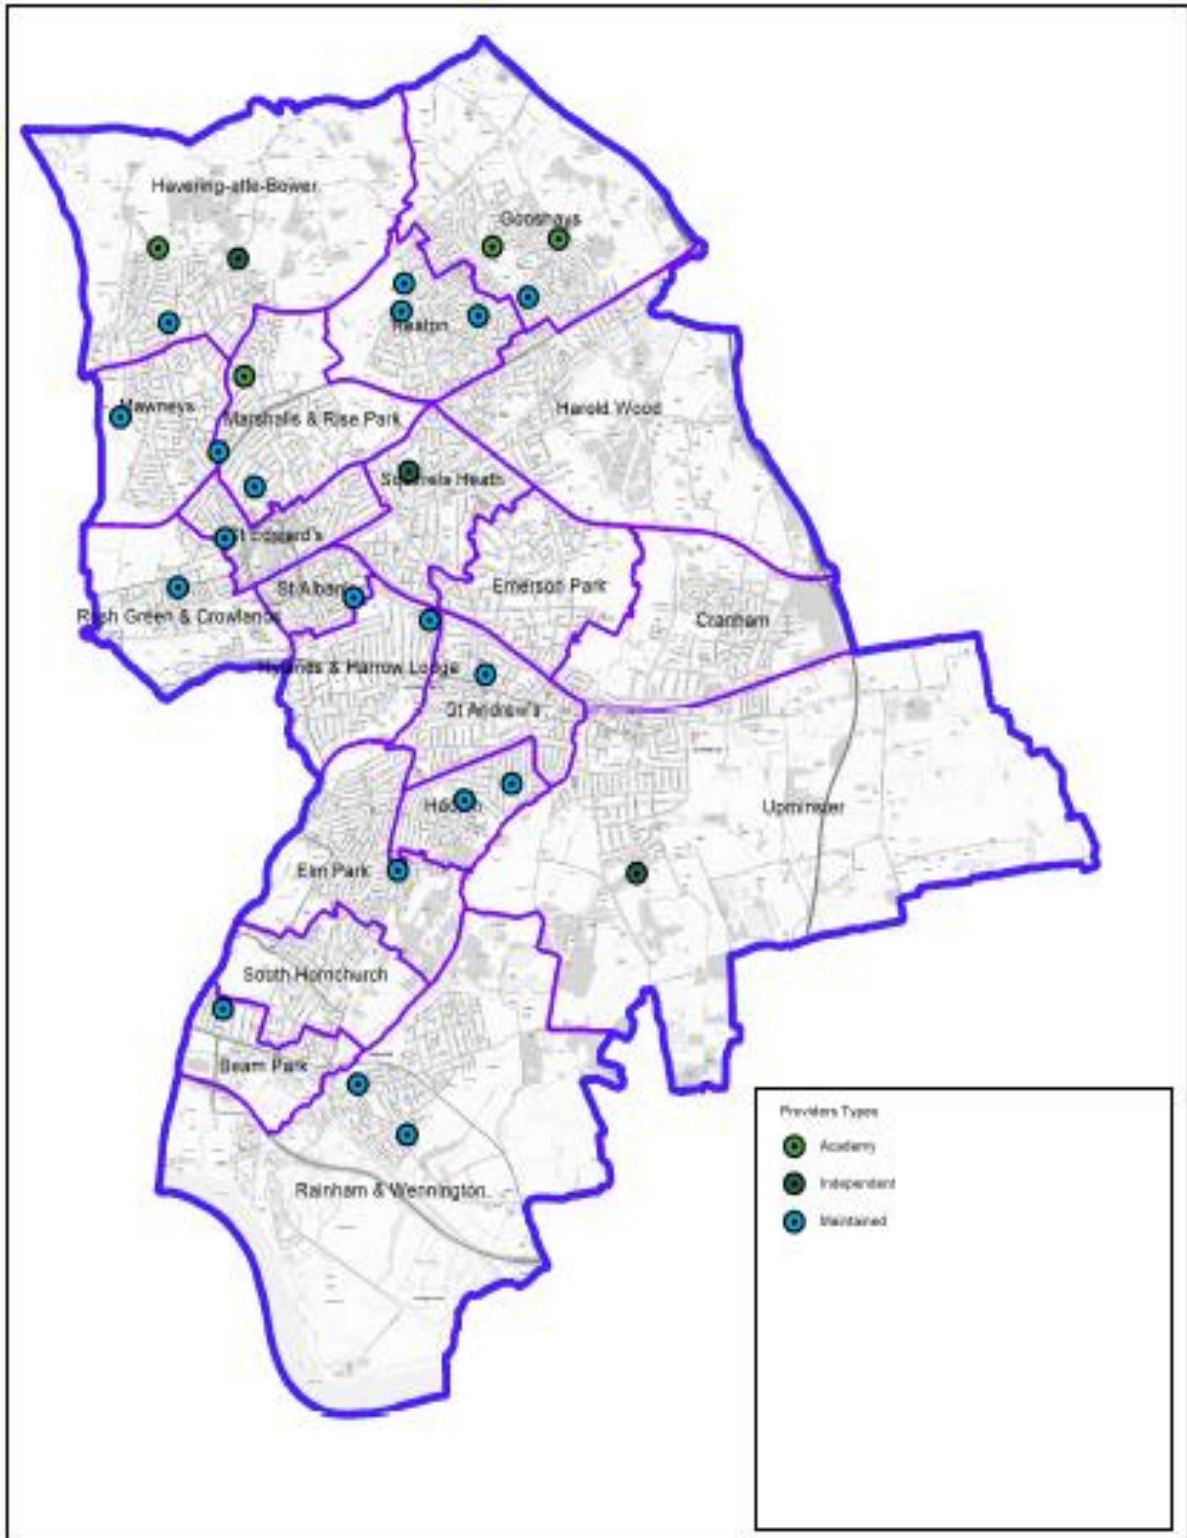 Havering-atte-Bower
Gooshays
Heaton
Mawneys
Marshalls & Rise Park
Harold Wood
Squirrels Heath
St Edward's
St Alban's
Emerson Park
Rush Green & Crowlands
Cranham
Hylands & Harrow Lodge
St Andrew's
Hacton
Upminster
Elm Park
South Hornchurch
Beam Park
Rainham & Wennington
Providers Types
Academy
Independent
Maintained